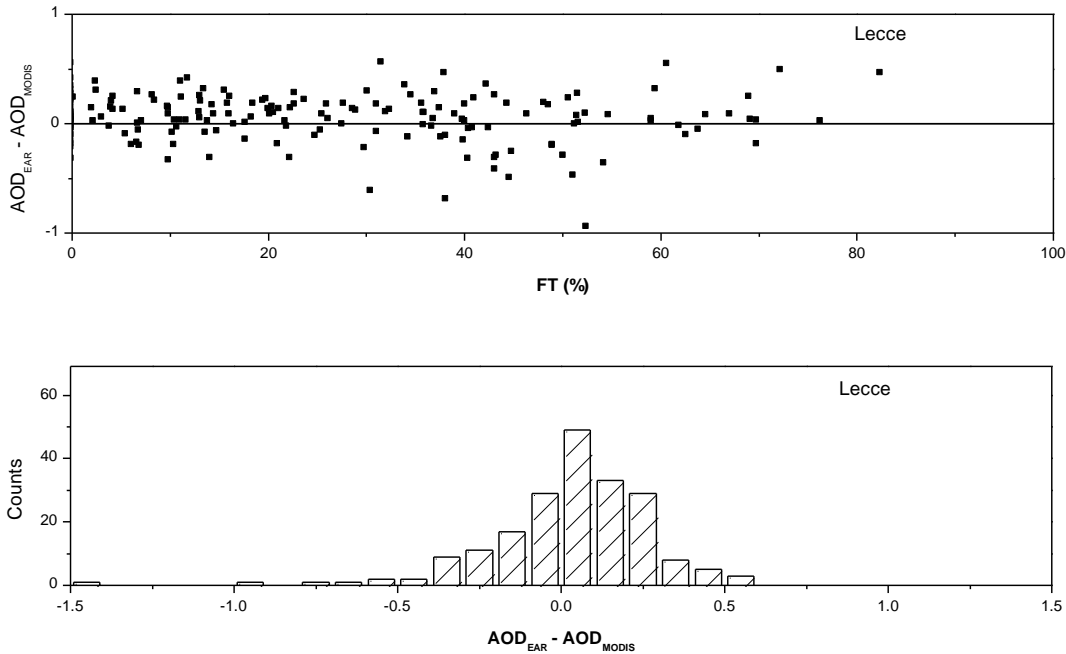 1
Lecce
AOD_EAR - AOD_MODIS
0
-1
0 20 40 60 80 100
FT (%)
Lecce
60
Counts
40
20
0
-1.5 -1.0 -0.5 0.0 0.5 1.0 1.5
AOD_EAR - AOD_MODIS